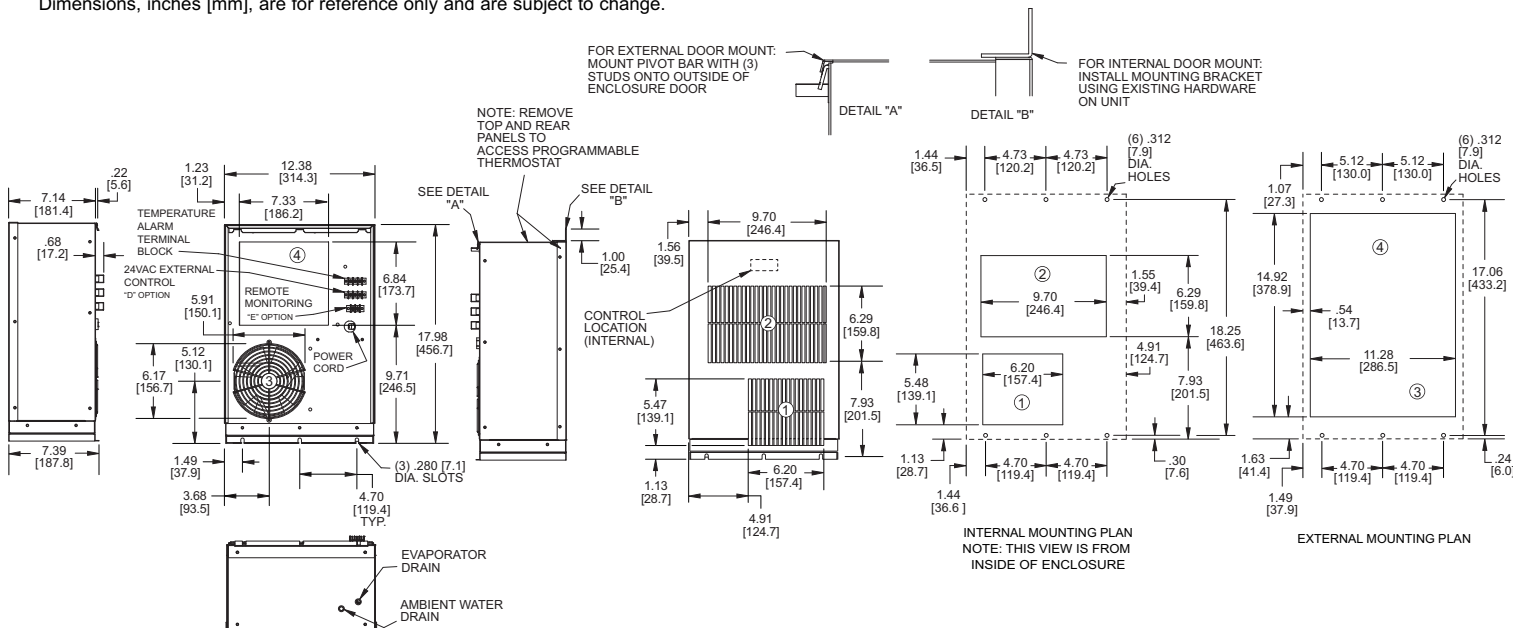 Dimensions, inches [mm], are for reference only and are subject to change.
FOR EXTERNAL DOOR MOUNT:
MOUNT PIVOT BAR WITH (3)
STUDS ONTO OUTSIDE OF
ENCLOSURE DOOR
DETAIL "A"
DETAIL "B"
FOR INTERNAL DOOR MOUNT:
INSTALL MOUNTING BRACKET
USING EXISTING HARDWARE
ON UNIT
NOTE: REMOVE
TOP AND REAR
PANELS TO
ACCESS PROGRAMMABLE
THERMOSTAT
SEE DETAIL
"A"
SEE DETAIL
"B"
1.00
[25.4]
7.14
[181.4]
.22
[5.6]
.68
[17.2]
7.39
[187.8]
1.23
[31.2]
12.38
[314.3]
7.33
[186.2]
TEMPERATURE
ALARM
TERMINAL
BLOCK
24VAC EXTERNAL
CONTROL
"D" OPTION
REMOTE
MONITORING
"E" OPTION
POWER
CORD
④
③
5.91
[150.1]
5.12
[130.1]
6.17
[156.7]
6.84
[173.7]
17.98
[456.7]
9.71
[246.5]
1.49
[37.9]
3.68
[93.5]
(3) .280 [7.1]
DIA. SLOTS
4.70
[119.4]
TYP.
EVAPORATOR
DRAIN
AMBIENT WATER
DRAIN
9.70
[246.4]
1.56
[39.5]
CONTROL
LOCATION
(INTERNAL)
②
①
6.29
[159.8]
5.47
[139.1]
7.93
[201.5]
1.13
[28.7]
6.20
[157.4]
4.91
[124.7]
1.44
[36.5]
4.73
[120.2]
4.73
[120.2]
(6) .312
[7.9]
DIA.
HOLES
②
9.70
[246.4]
1.55
[39.4]
6.29
[159.8]
18.25
[463.6]
4.91
[124.7]
6.20
[157.4]
①
5.48
[139.1]
7.93
[201.5]
1.13
[28.7]
4.70
[119.4]
4.70
[119.4]
.30
[7.6]
1.44
[36.6 ]
INTERNAL MOUNTING PLAN
NOTE: THIS VIEW IS FROM
INSIDE OF ENCLOSURE
1.07
[27.3]
5.12
[130.0]
5.12
[130.0]
(6) .312
[7.9]
DIA.
HOLES
④
14.92
[378.9]
17.06
[433.2]
.54
[13.7]
11.28
[286.5]
③
1.63
[41.4]
4.70
[119.4]
4.70
[119.4]
.24
[6.0]
1.49
[37.9]
EXTERNAL MOUNTING PLAN